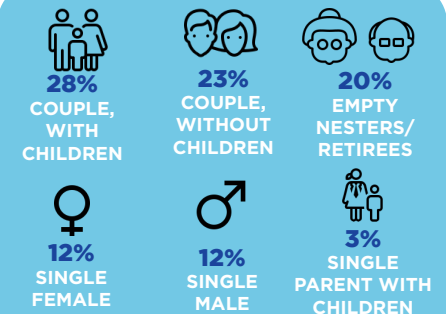 28%
COUPLE,
WITH
CHILDREN
23%
COUPLE,
WITHOUT
CHILDREN
20%
EMPTY
NESTERS/
RETIREES
12%
SINGLE
FEMALE
12%
SINGLE
MALE
3%
SINGLE
PARENT WITH
CHILDREN